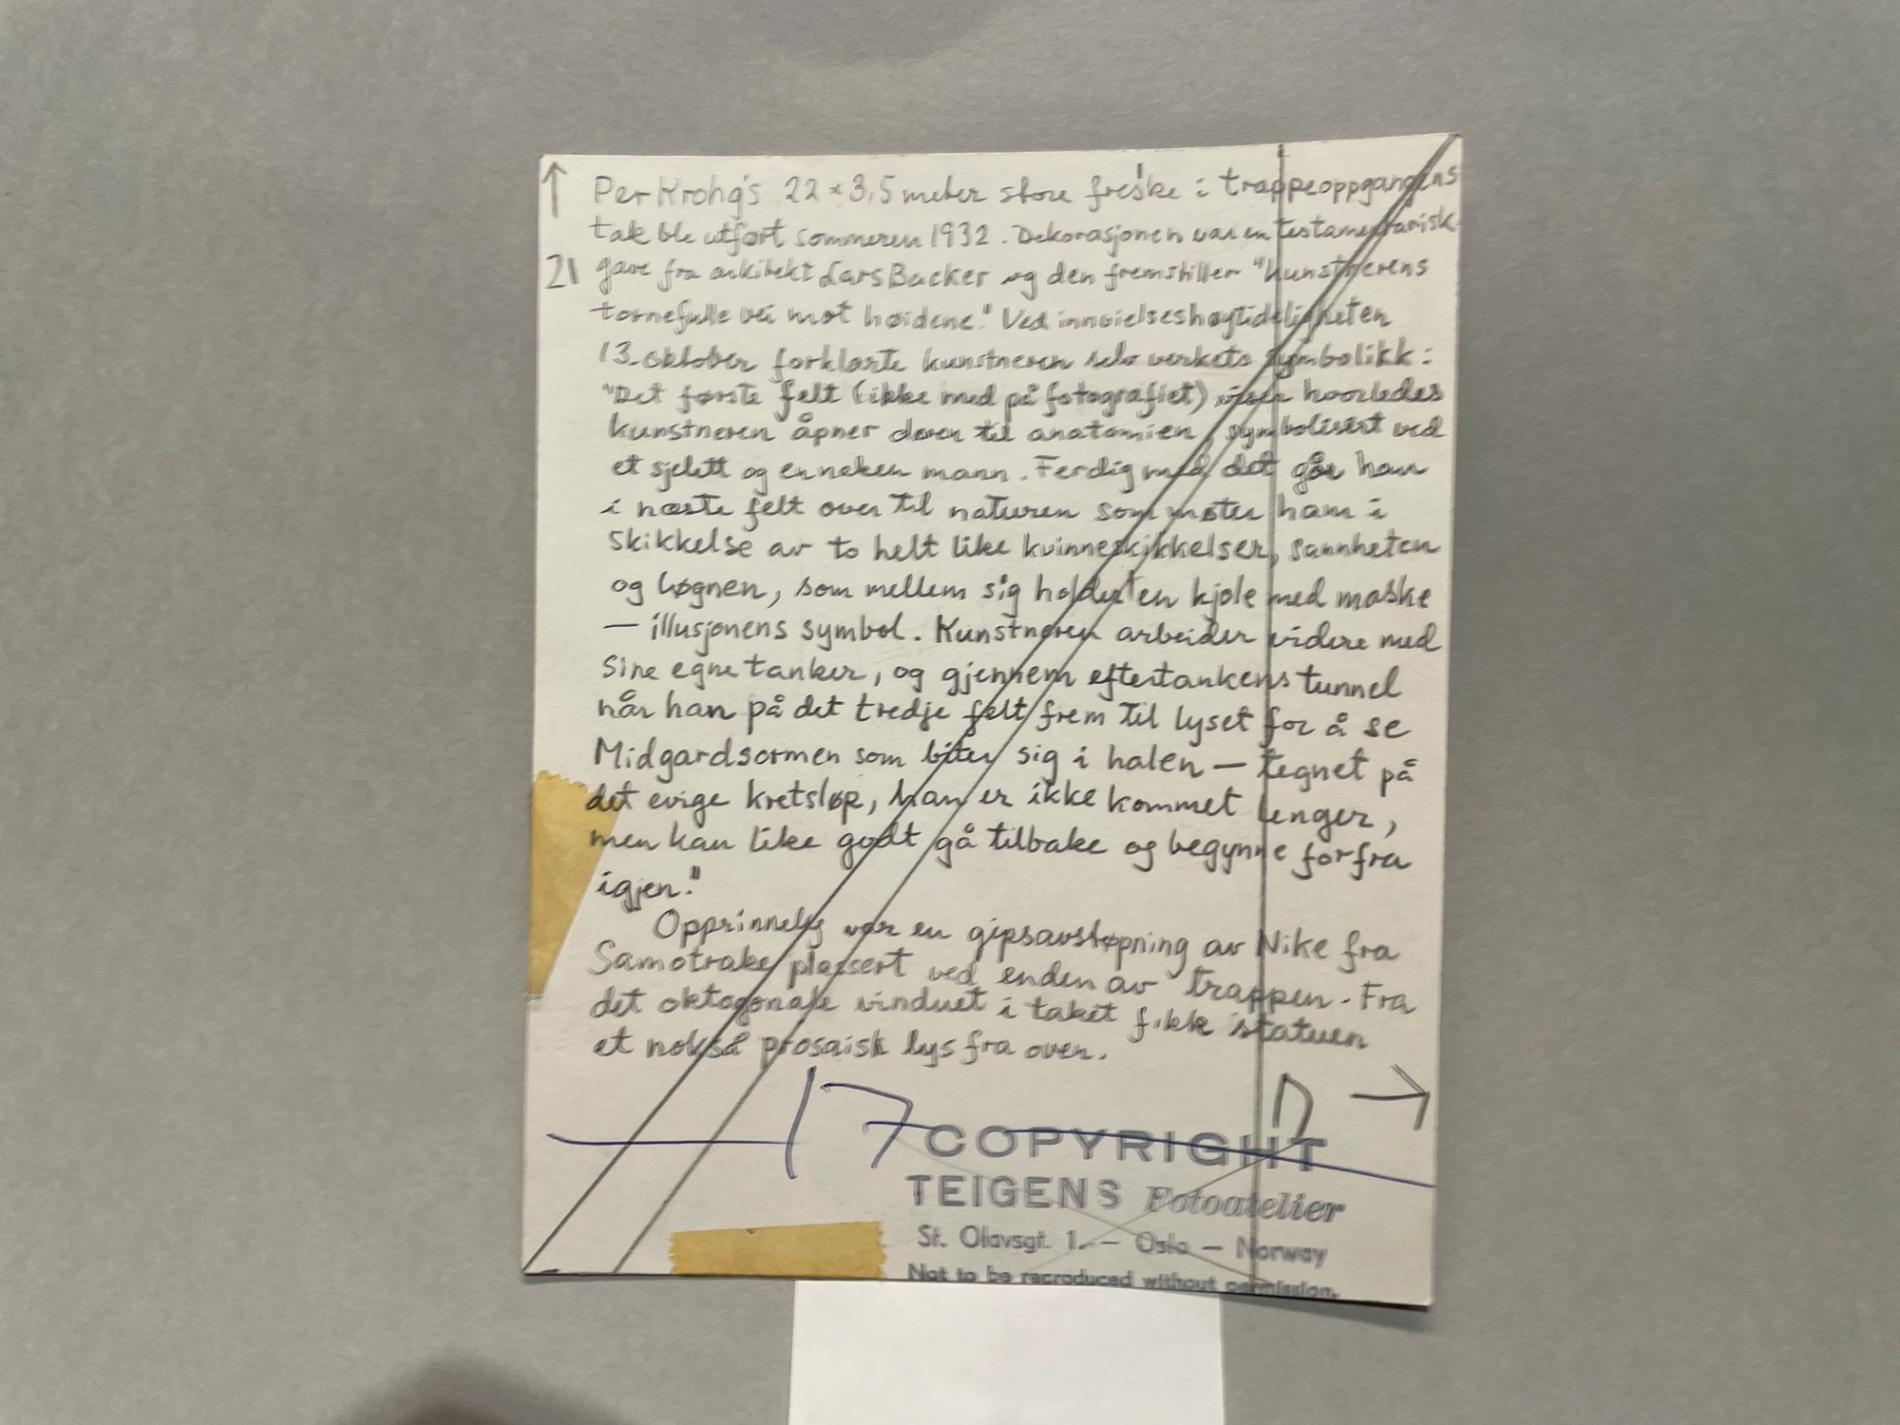 Per Krohg's 22 × 3,5 meter store freske i trappeoppgangens
tak ble utført sommeren 1932. Dekorasjonen var en testamentarisk
21 gave fra arkitekt Lars Backer og den fremstiller "kunstnerens
tornefulle vei mot høidene." Ved innvielseshøytideligheten
13. oktober forklarte kunstneren selv verkets symbolikk:
"Det første felt (ikke med på fotografiet) viser hvorledes
kunstneren åpner døren til anatomien, symbolisert ved
et sjelett og en naken mann. Ferdig med det går han
i næste felt over til naturen som møter ham i
skikkelse av to helt like kvinneskikkelser, sannheten
og løgnen, som mellem sig holder en kjole med maske
— illusjonens symbol. Kunstneren arbeider videre med
sine egne tanker, og gjennem eftertankens tunnel
når han på det tredje felt frem til lyset for å se
Midgardsormen som biter sig i halen — tegnet på
det evige kretsløp, han er ikke kommet lenger,
men kan like godt gå tilbake og begynne forfra
igjen."
Opprinnelig var en gipsavstøpning av Nike fra
Samotrake plassert ved enden av trappen. Fra
det oktogonale vinduet i taket fikk statuen
et nokså prosaisk lys fra oven.
17
COPYRIGHT
TEIGENS Fotoatelier
St. Olavsgt. 1. — Oslo — Norway
Not to be reproduced without permission.